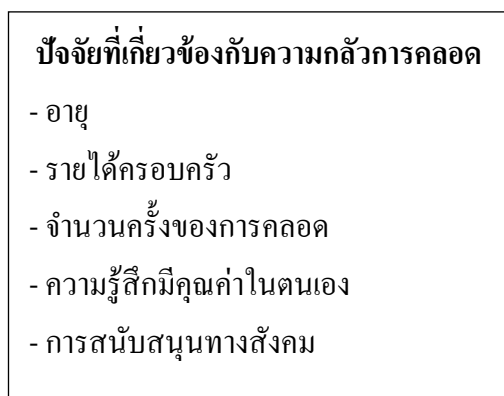 ปัจจัยที่เกี่ยวข้องกับความกลัวการคลอด
- อายุ
- รายได้ครอบครัว
- จำนวนครั้งของการคลอด
- ความรู้สึกมีคุณค่าในตนเอง
- การสนับสนุนทางสังคม